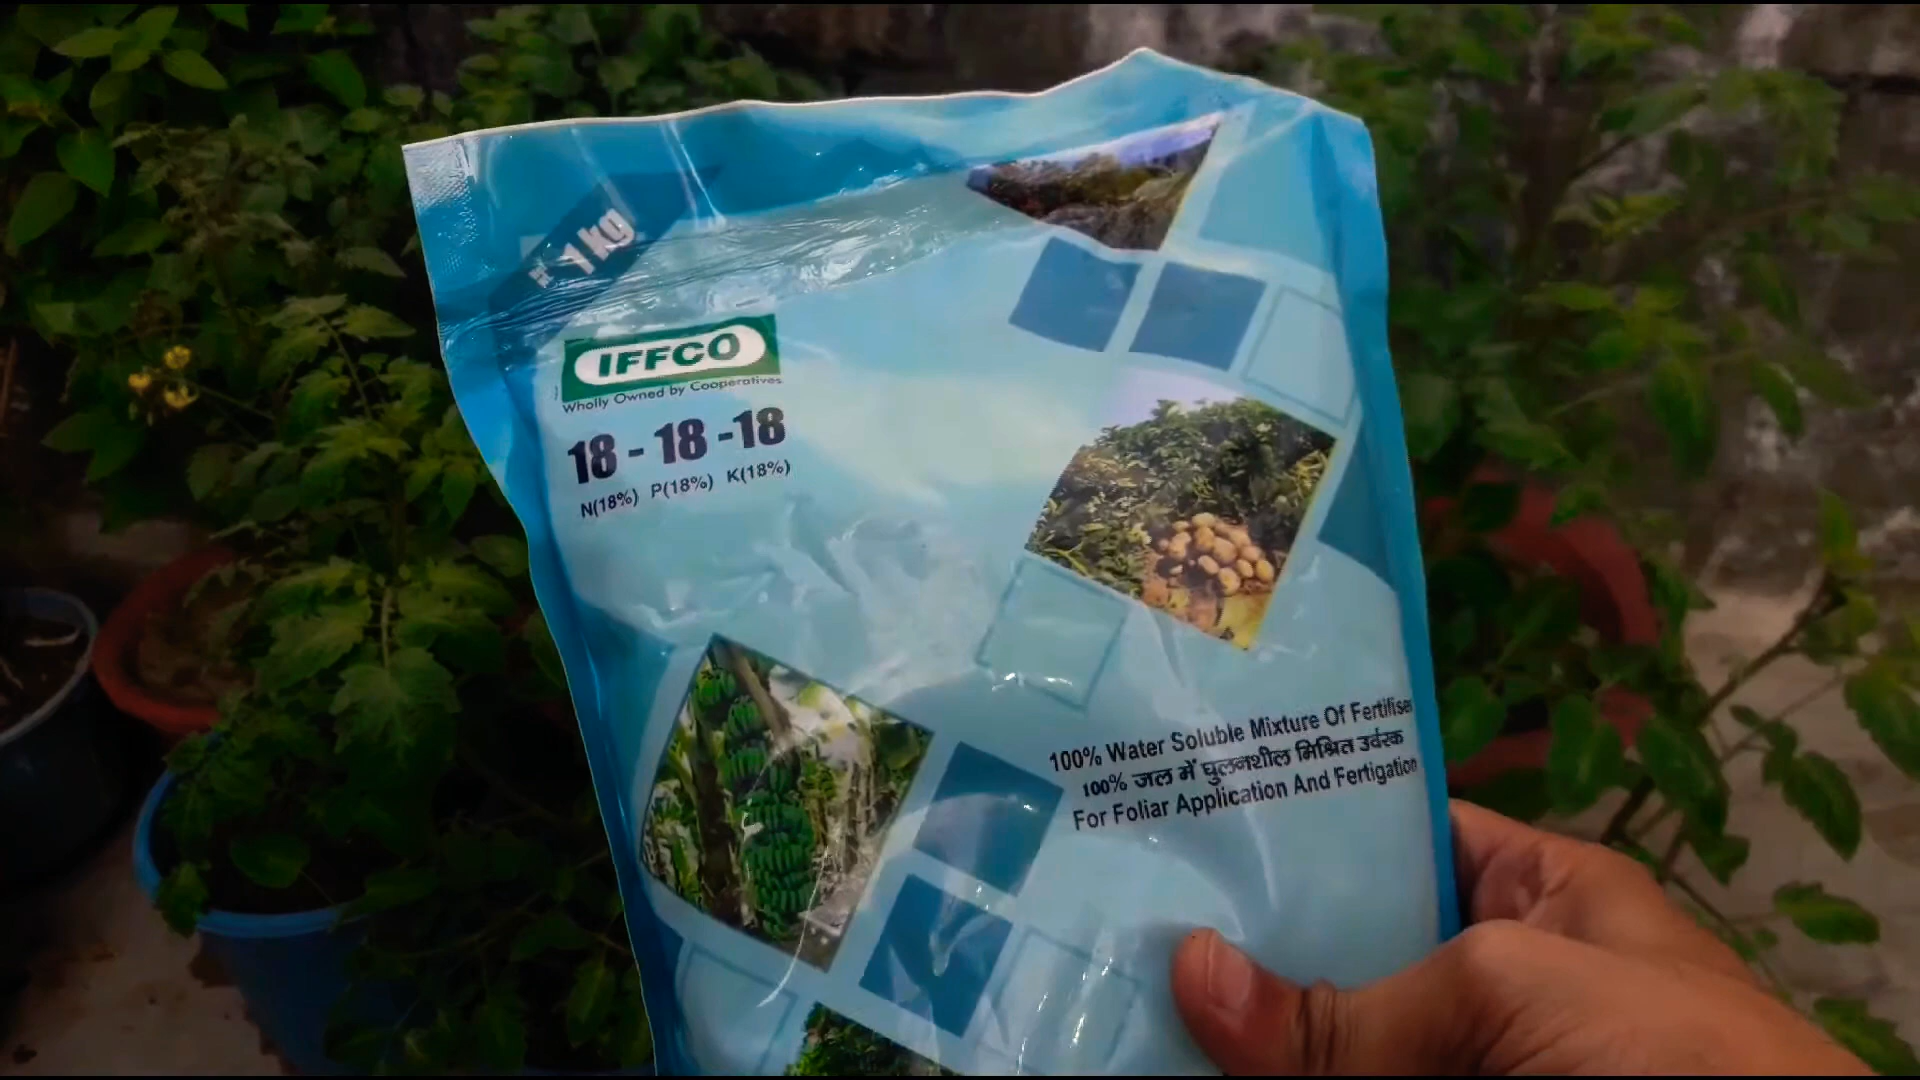 1 kg
IFFCO
Wholly Owned by Cooperatives
18 - 18 -18
N(18%) P(18%) K(18%)
100% Water Soluble Mixture Of Fertiliser
100% जल में घुलनशील मिश्रित उर्वरक
For Foliar Application And Fertigation